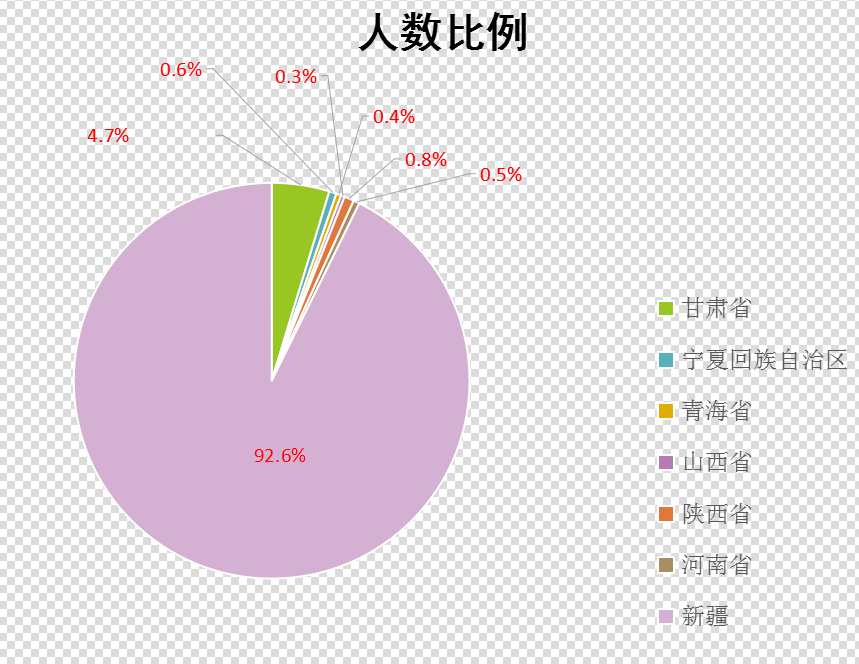 人数比例
0.6%
0.3%
0.4%
4.7%
0.8%
0.5%
92.6%
甘肃省
宁夏回族自治区
青海省
山西省
陕西省
河南省
新疆